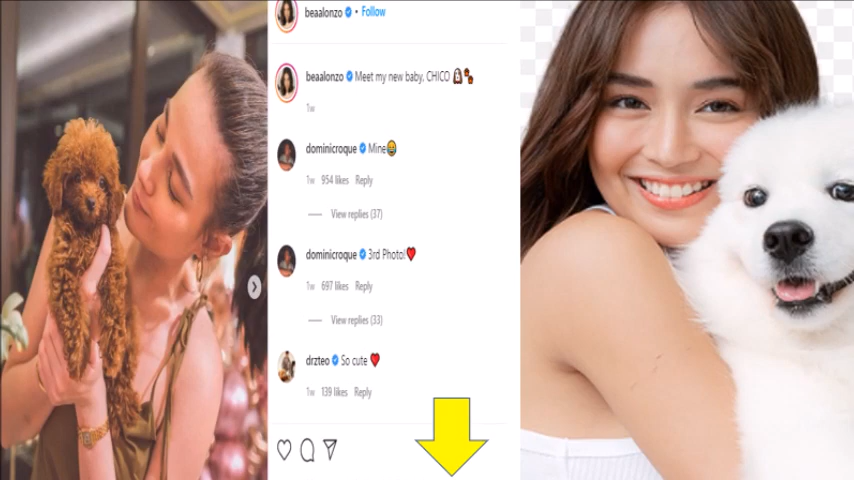 beaalonzo • Follow
beaalonzo Meet my new baby, CHICO
1w
dominicroque Mine😂
1w 954 likes Reply
View replies (37)
dominicroque 3rd Photo!❤️
1w 697 likes Reply
View replies (33)
drzteo So cute ❤️
1w 139 likes Reply